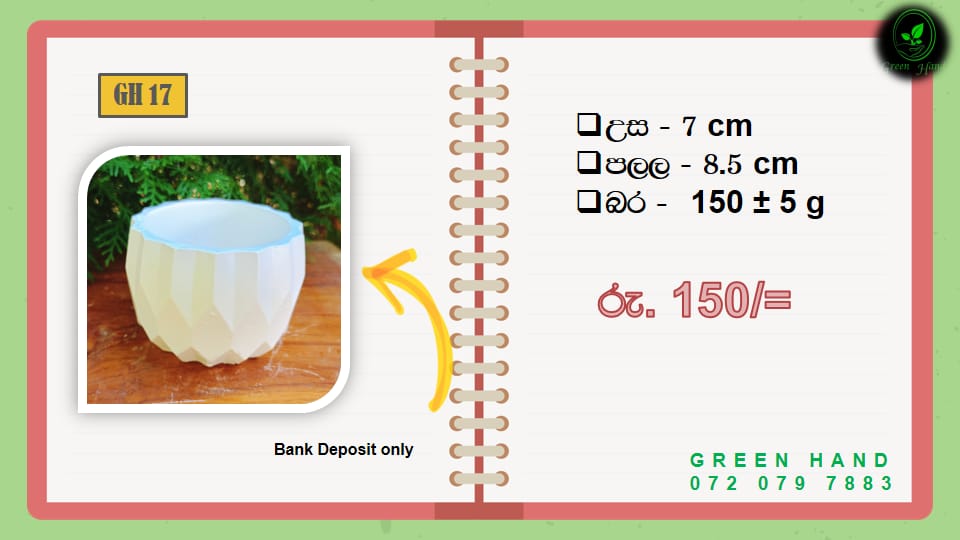 Green Hand
GH 17
❑උස - 7 cm
❑පලල - 8.5 cm
❑බර - 150 ± 5 g
රු. 150/=
Bank Deposit only
GREEN HAND
072 079 7883